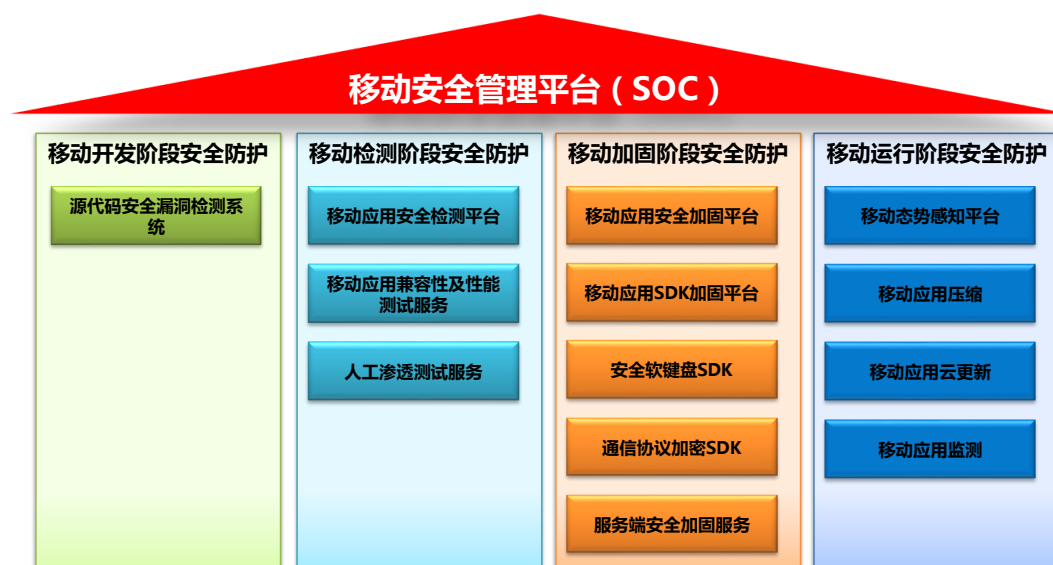 移动安全管理平台（SOC）
移动开发阶段安全防护
源代码安全漏洞检测系
统
移动检测阶段安全防护
移动应用安全检测平台
移动应用兼容性及性能
测试服务
人工渗透测试服务
移动加固阶段安全防护
移动应用安全加固平台
移动应用SDK加固平台
安全软键盘SDK
通信协议加密SDK
服务端安全加固服务
移动运行阶段安全防护
移动态势感知平台
移动应用压缩
移动应用云更新
移动应用监测